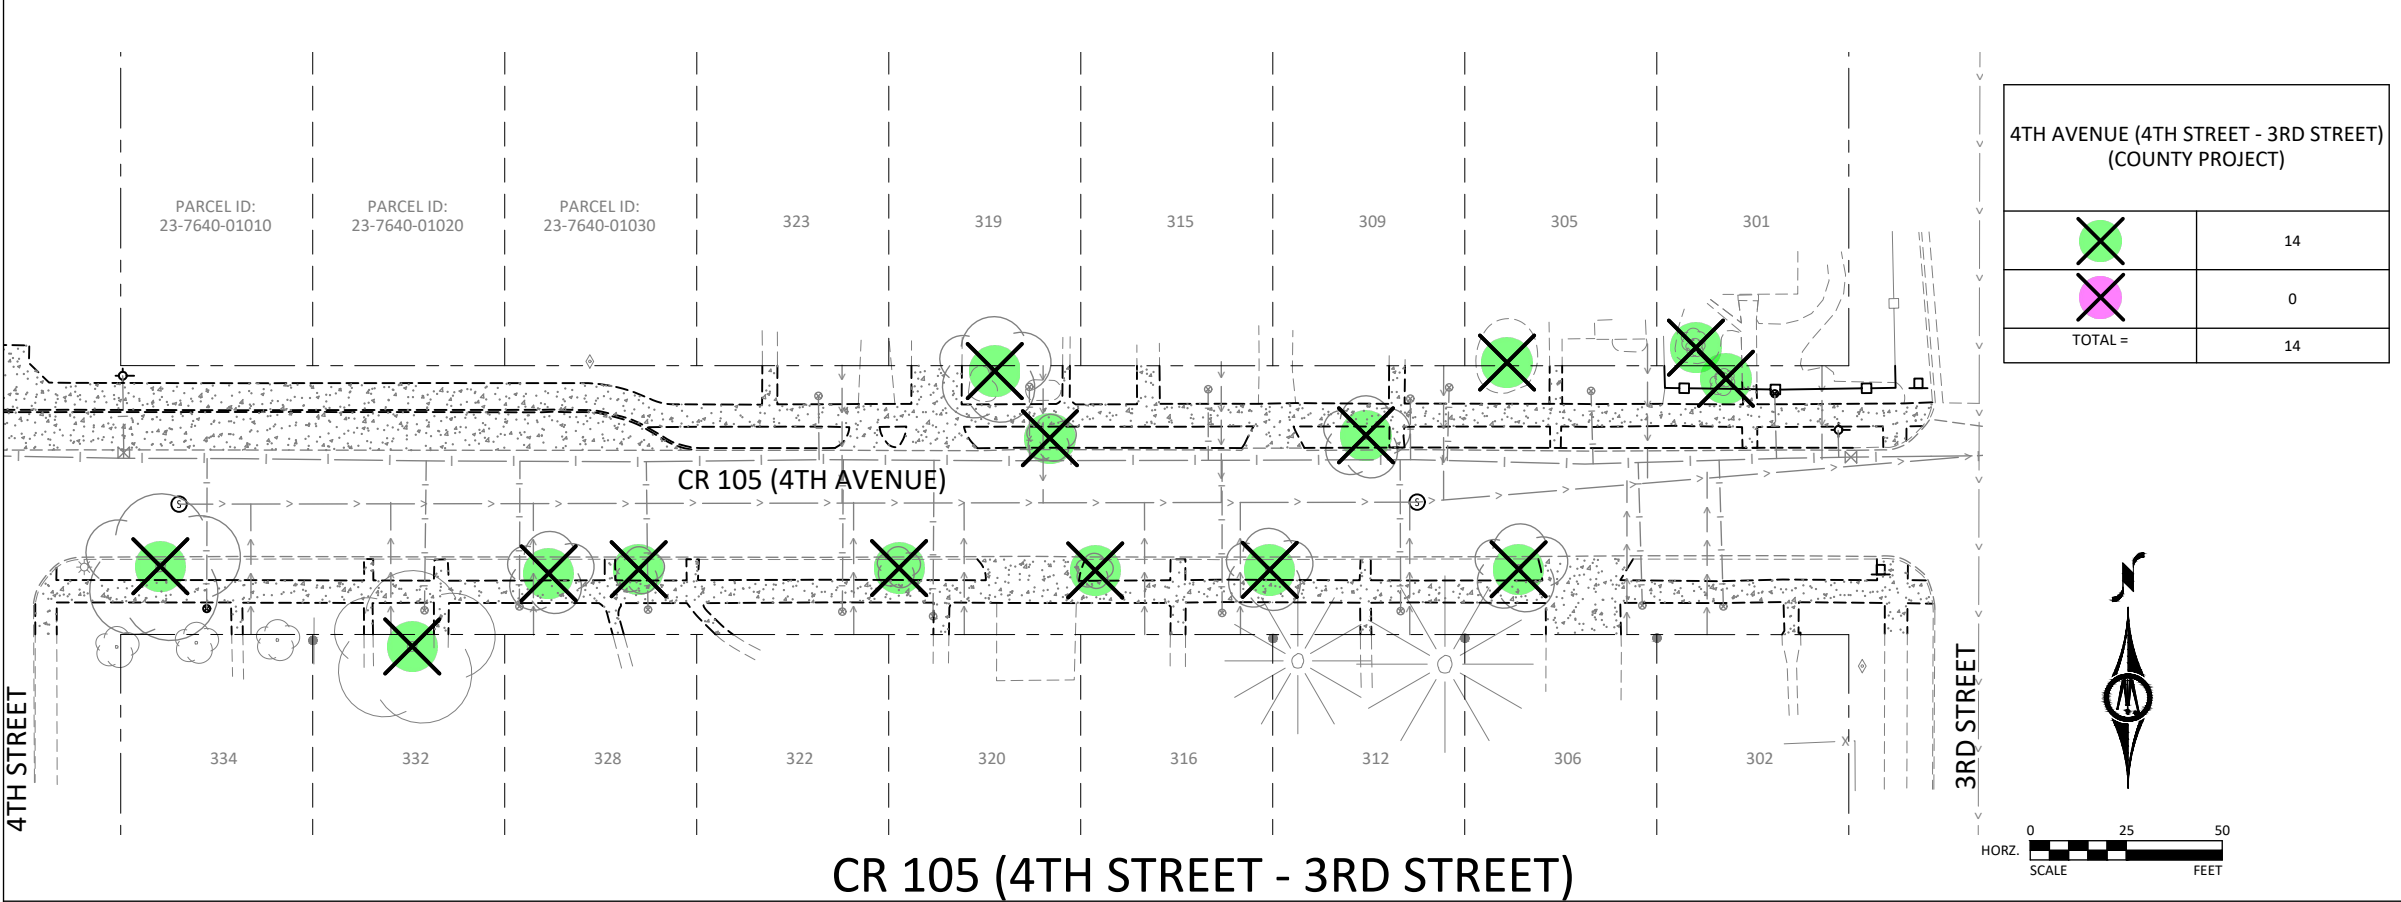 4TH AVENUE (4TH STREET - 3RD STREET)
(COUNTY PROJECT)
14
0
TOTAL =
14
PARCEL ID:
23-7640-01010
PARCEL ID:
23-7640-01020
PARCEL ID:
23-7640-01030
323
319
315
309
305
301
CR 105 (4TH AVENUE)
S
S
334
332
328
322
320
316
312
306
302
4TH STREET
3RD STREET
N
0
25
50
HORZ.
SCALE
FEET
CR 105 (4TH STREET - 3RD STREET)